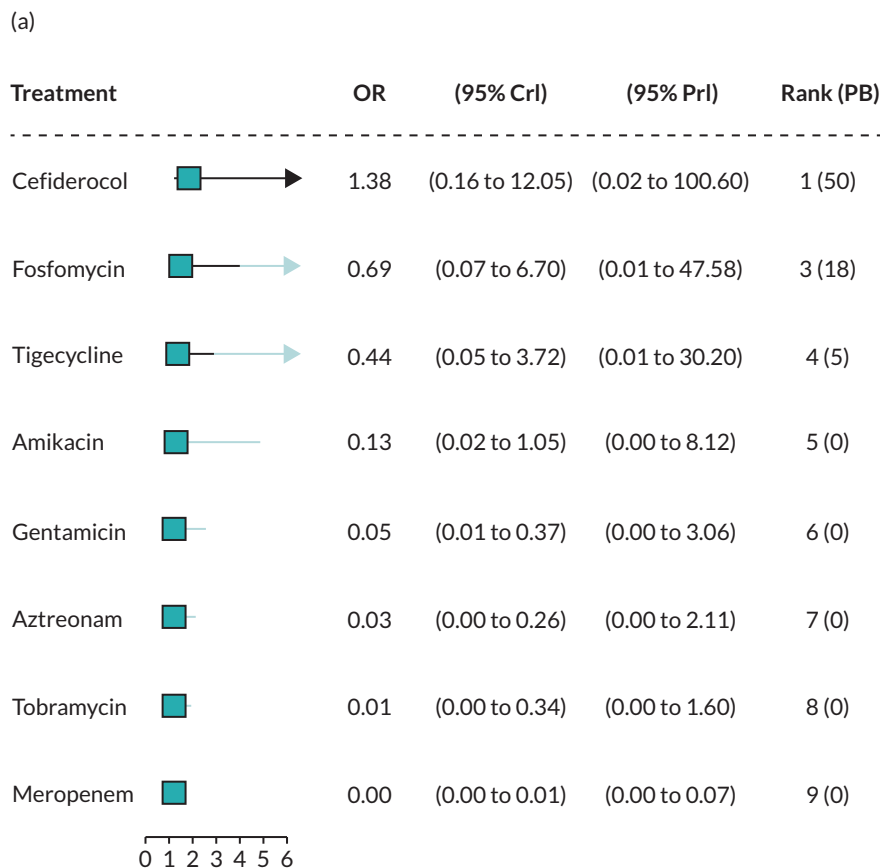 (a)
Treatment OR (95% CrI) (95% PrI) Rank (PB)
Cefiderocol 1.38 (0.16 to 12.05) (0.02 to 100.60) 1 (50)
Fosfomycin 0.69 (0.07 to 6.70) (0.01 to 47.58) 3 (18)
Tigecycline 0.44 (0.05 to 3.72) (0.01 to 30.20) 4 (5)
Amikacin 0.13 (0.02 to 1.05) (0.00 to 8.12) 5 (0)
Gentamicin 0.05 (0.01 to 0.37) (0.00 to 3.06) 6 (0)
Aztreonam 0.03 (0.00 to 0.26) (0.00 to 2.11) 7 (0)
Tobramycin 0.01 (0.00 to 0.34) (0.00 to 1.60) 8 (0)
Meropenem 0.00 (0.00 to 0.01) (0.00 to 0.07) 9 (0)
0 1 2 3 4 5 6